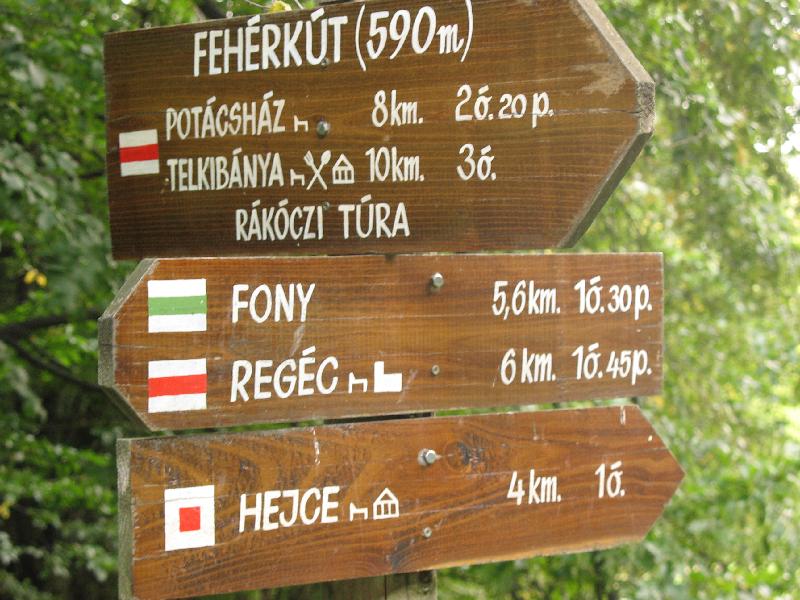 FEHÉRKÚT (590m)
POTÁCSHÁZ 8km. 2ó.20p.
TELKIBÁNYA 10km. 3ó.
RÁKÓCZI TÚRA
FONY 5,6km. 1ó.30p.
REGÉC 6km. 1ó.45p.
HEJCE 4km. 1ó.